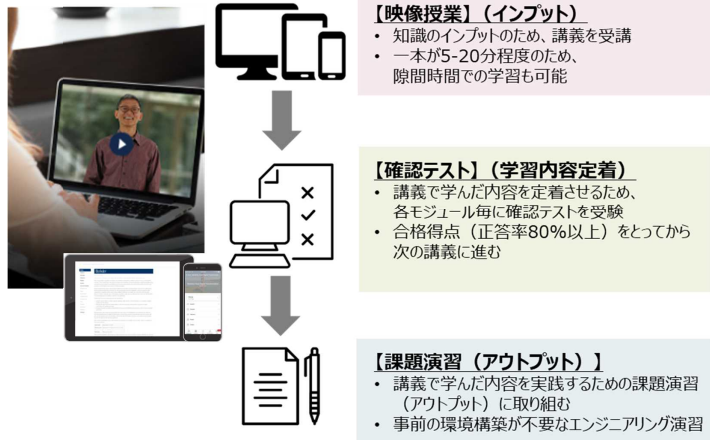 【映像授業】（インプット）
• 知識のインプットのため、講義を受講
• 一本が5-20分程度のため、
隙間時間での学習も可能
【確認テスト】（学習内容定着）
• 講義で学んだ内容を定着させるため、
各モジュール毎に確認テストを受験
• 合格得点（正答率80%以上）をとってから
次の講義に進む
【課題演習（アウトプット）】
• 講義で学んだ内容を実践するための課題演習
（アウトプット）に取り組む
• 事前の環境構築が不要なエンジニアリング演習